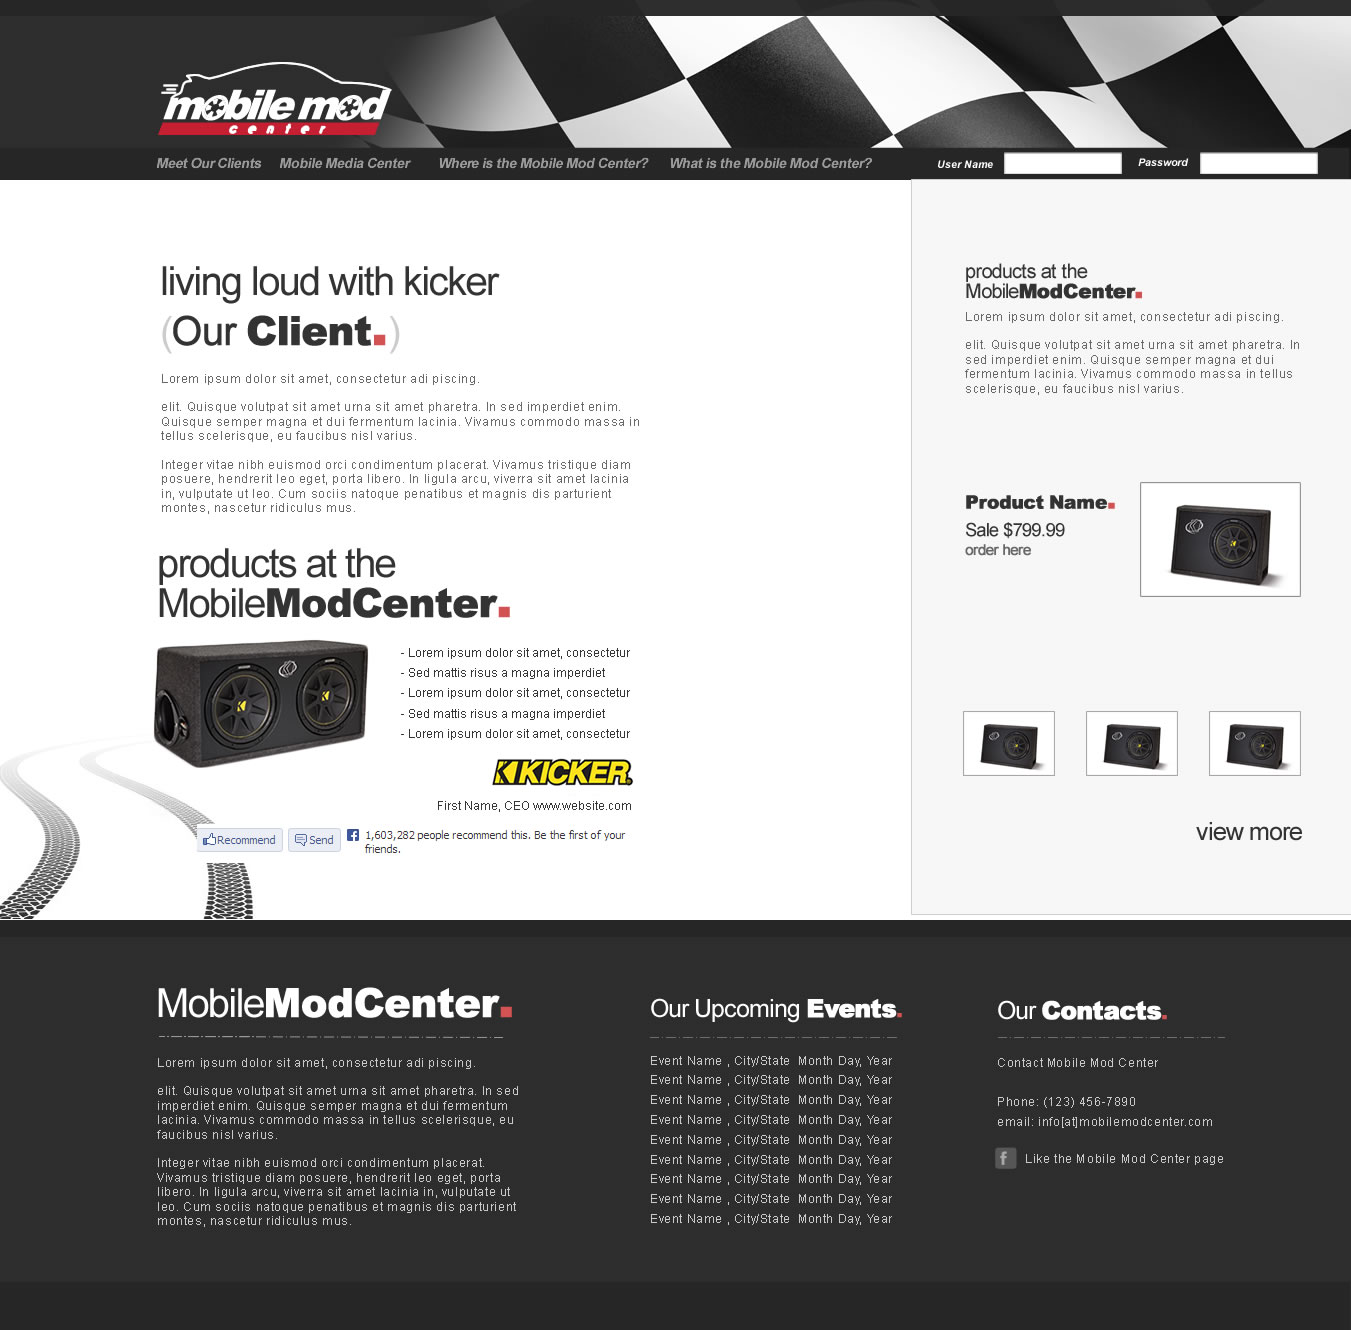 mobile mod
center
Meet Our Clients Mobile Media Center Where is the Mobile Mod Center? What is the Mobile Mod Center? User Name Password
living loud with kicker
(Our Client.)
Lorem ipsum dolor sit amet, consectetur adi piscing.
elit. Quisque volutpat sit amet urna sit amet pharetra. In sed imperdiet enim.
Quisque semper magna et dui fermentum lacinia. Vivamus commodo massa in
tellus scelerisque, eu faucibus nisl varius.
Integer vitae nibh euismod orci condimentum placerat. Vivamus tristique diam
posuere, hendrerit leo eget, porta libero. In ligula arcu, viverra sit amet lacinia
in, vulputate ut leo. Cum sociis natoque penatibus et magnis dis parturient
montes, nascetur ridiculus mus.
products at the
MobileModCenter.
- Lorem ipsum dolor sit amet, consectetur
- Sed mattis risus a magna imperdiet
- Lorem ipsum dolor sit amet, consectetur
- Sed mattis risus a magna imperdiet
- Lorem ipsum dolor sit amet, consectetur
KICKER
First Name, CEO www.website.com
Recommend Send 1,603,282 people recommend this. Be the first of your
friends.
products at the
MobileModCenter.
Lorem ipsum dolor sit amet, consectetur adi piscing.
elit. Quisque volutpat sit amet urna sit amet pharetra. In
sed imperdiet enim. Quisque semper magna et dui
fermentum lacinia. Vivamus commodo massa in tellus
scelerisque, eu faucibus nisl varius.
Product Name.
Sale $799.99
order here
view more
MobileModCenter.
Lorem ipsum dolor sit amet, consectetur adi piscing.
elit. Quisque volutpat sit amet urna sit amet pharetra. In sed
imperdiet enim. Quisque semper magna et dui fermentum
lacinia. Vivamus commodo massa in tellus scelerisque, eu
faucibus nisl varius.
Integer vitae nibh euismod orci condimentum placerat.
Vivamus tristique diam posuere, hendrerit leo eget, porta
libero. In ligula arcu, viverra sit amet lacinia in, vulputate ut
leo. Cum sociis natoque penatibus et magnis dis parturient
montes, nascetur ridiculus mus.
Our Upcoming Events.
Event Name , City/State Month Day, Year
Event Name , City/State Month Day, Year
Event Name , City/State Month Day, Year
Event Name , City/State Month Day, Year
Event Name , City/State Month Day, Year
Event Name , City/State Month Day, Year
Event Name , City/State Month Day, Year
Event Name , City/State Month Day, Year
Event Name , City/State Month Day, Year
Our Contacts.
Contact Mobile Mod Center
Phone: (123) 456-7890
email: info[at]mobilemodcenter.com
Like the Mobile Mod Center page